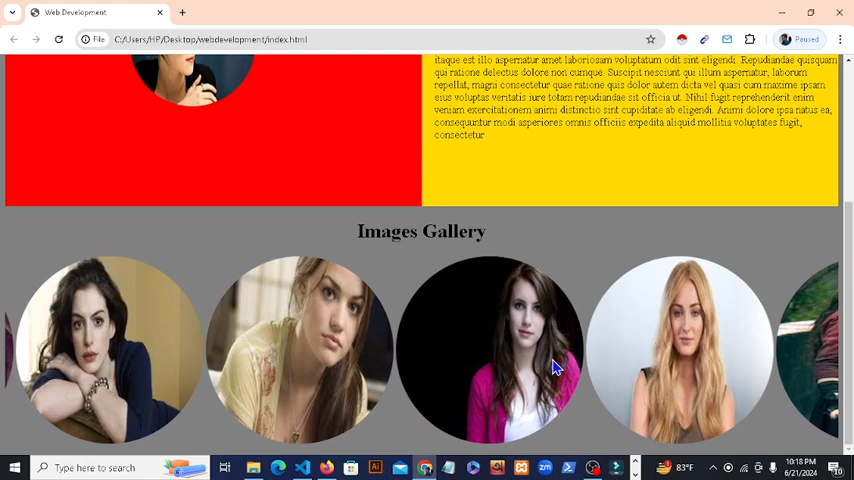 Web Development
File
C:/Users/HP/Desktop/webdevelopment/index.html
Paused
itaque est illo aspernatur amet laboriosam voluptatum odit sint eligendi. Repudiandae quisquam
qui ratione delectus dolore non cumque. Suscipit nesciunt qui illum aspernatur, laborum
repellat, magni consectetur quae ratione quis dolor autem dicta vel quasi cum maxime ipsam
eius voluptas veritatis iure totam repudiandae sit officia ut. Nihil fugit reprehenderit enim
veniam exercitationem animi distinctio sint cupiditate ab eligendi. Animi dolore ipsa natus ea,
consequuntur modi asperiores omnis officiis expedita aliquid mollitia voluptates fugit,
consectetur
Images Gallery
Type here to search
Ai
zm
83°F
10:18 PM
6/21/2024
10